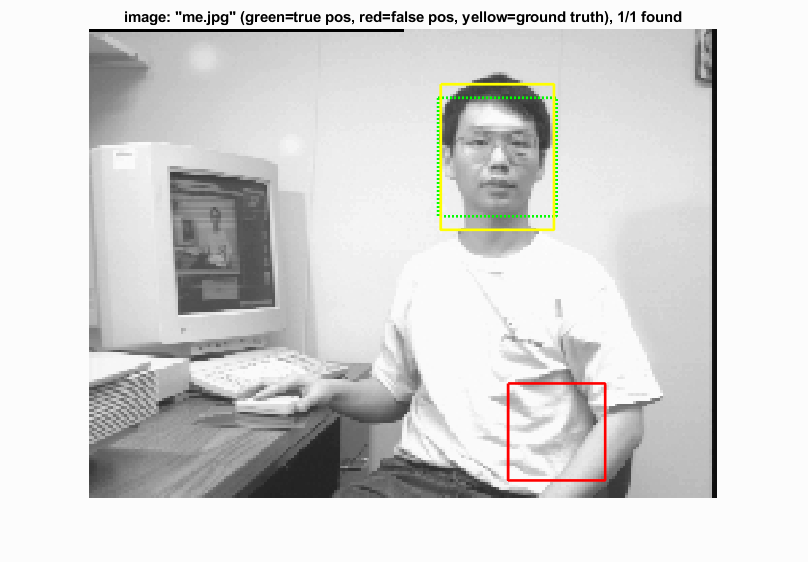 image: "me.jpg" (green=true pos, red=false pos, yellow=ground truth), 1/1 found